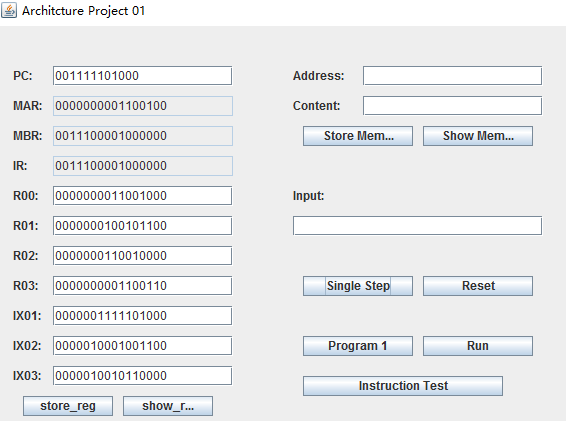 Architcture Project 01
PC: 001111101000 Address:
MAR: 0000000001100100 Content:
MBR: 0011100001000000 Store Mem... Show Mem...
IR: 0011100001000000
R00: 0000000011001000 Input:
R01: 0000000100101100
R02: 0000000110010000
R03: 0000000001100110 Single Step Reset
IX01: 0000001111101000
IX02: 0000010001001100 Program 1 Run
IX03: 0000010010110000 Instruction Test
store_reg show_r...